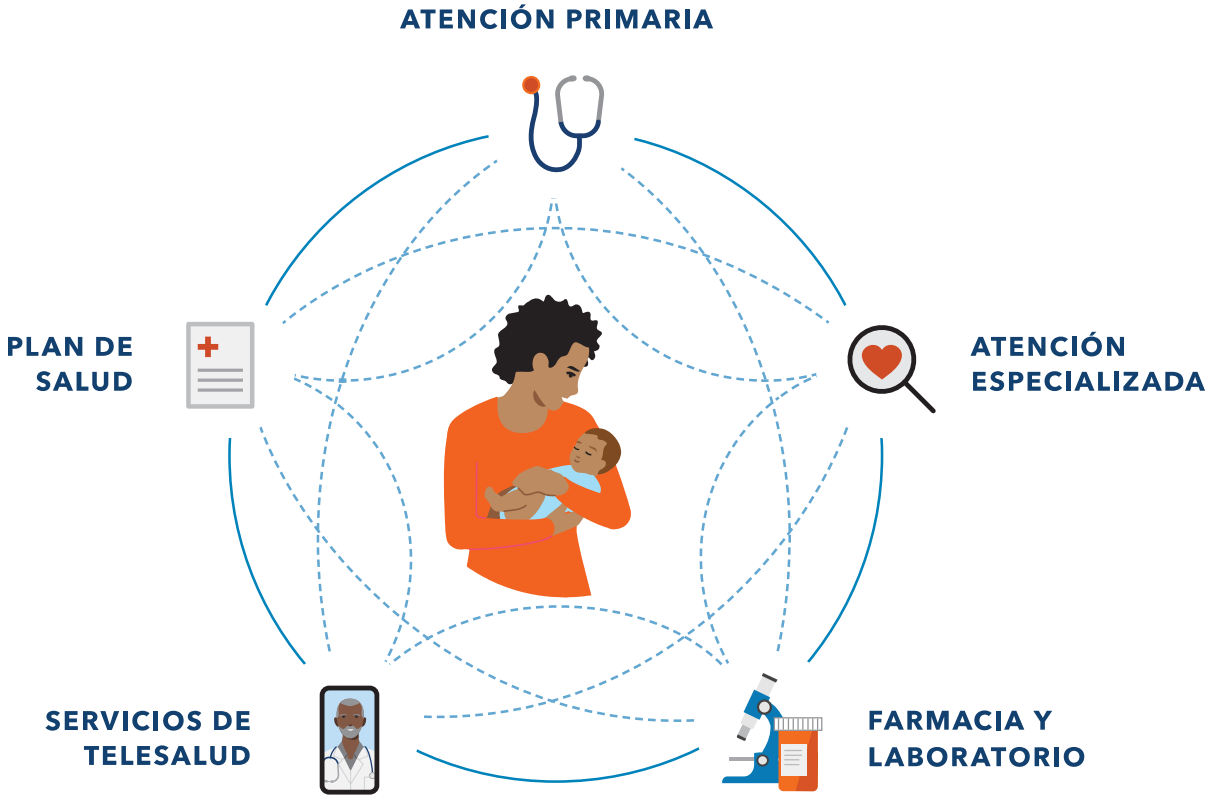 ATENCIÓN PRIMARIA
PLAN DE
SALUD
ATENCIÓN
ESPECIALIZADA
SERVICIOS DE
TELESALUD
FARMACIA Y
LABORATORIO